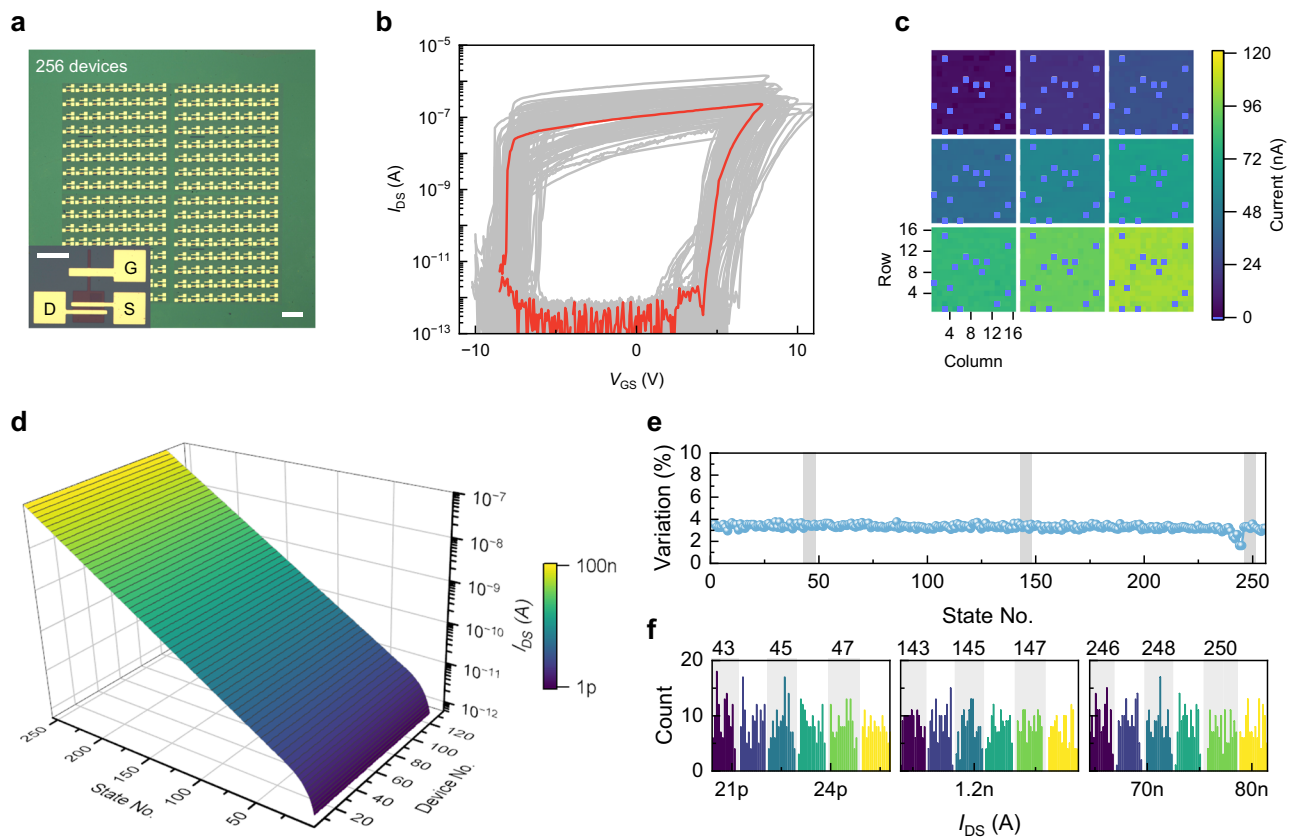 a
256 devices
G
D
S
b
10⁻⁵
10⁻⁷
10⁻⁹
10⁻¹¹
10⁻¹³
I_DS (A)
−10
−5
0
5
10
V_GS (V)
c
120
96
72
48
24
0
Current (nA)
16
12
8
4
Row
4
8
12
16
Column
d
10⁻⁷
10⁻⁸
10⁻⁹
10⁻¹⁰
10⁻¹¹
10⁻¹²
I_DS (A)
100n
1p
250
200
150
100
50
State No.
20
40
60
80
100
120
Device No.
e
10
8
6
4
2
0
Variation (%)
0
50
100
150
200
250
State No.
f
43
45
47
143
145
147
246
248
250
20
10
0
Count
21p
24p
1.2n
70n
80n
I_DS (A)